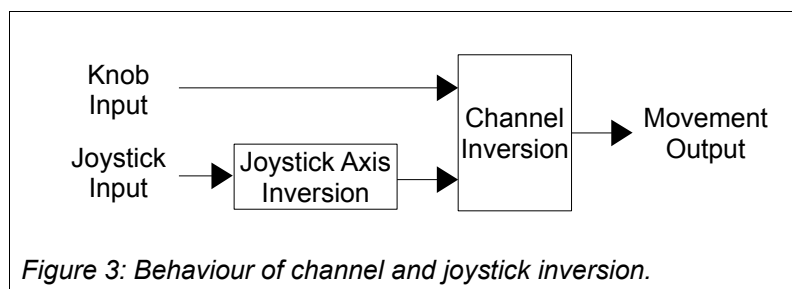 Knob
Input
Joystick
Input
Joystick Axis
Inversion
Channel
Inversion
Movement
Output
Figure 3: Behaviour of channel and joystick inversion.